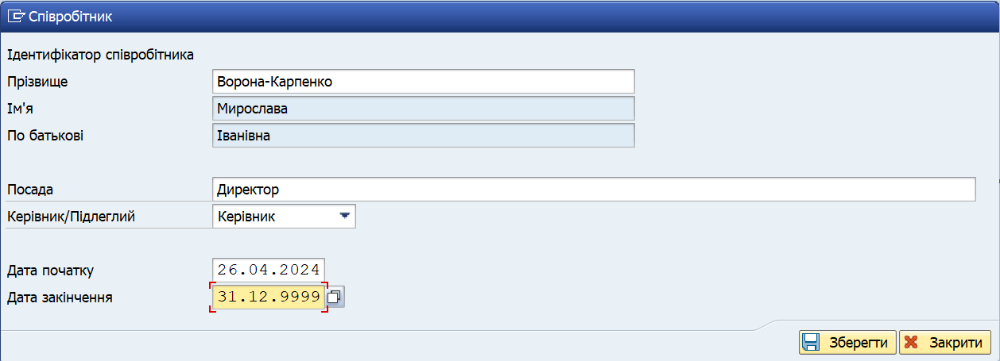 Співробітник
Ідентифікатор співробітника
Прізвище Ворона-Карпенко
Ім'я Мирослава
По батькові Іванівна
Посада Директор
Керівник/Підлеглий Керівник
Дата початку 26.04.2024
Дата закінчення 31.12.9999
Зберегти Закрити